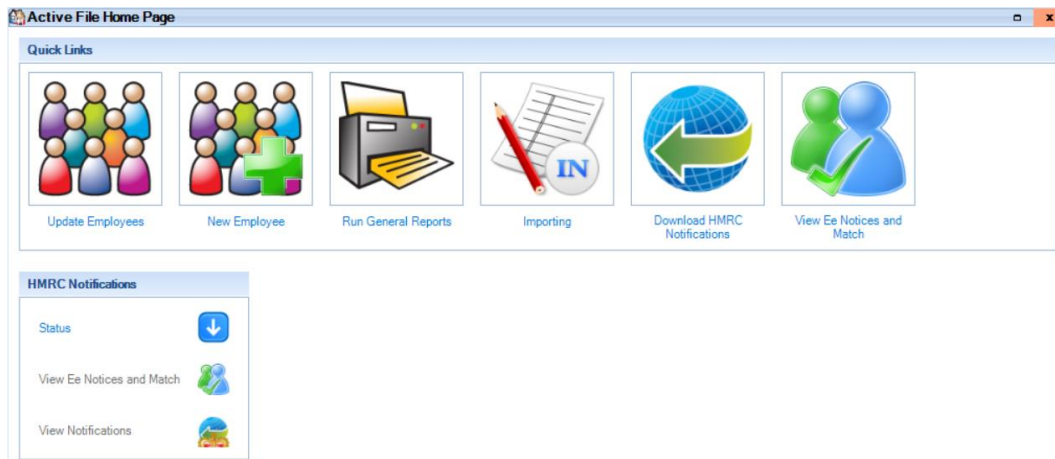 Active File Home Page
Quick Links
Update Employees
New Employee
Run General Reports
IN
Importing
Download HMRC
Notifications
View Ee Notices and
Match
HMRC Notifications
Status
View Ee Notices and Match
View Notifications